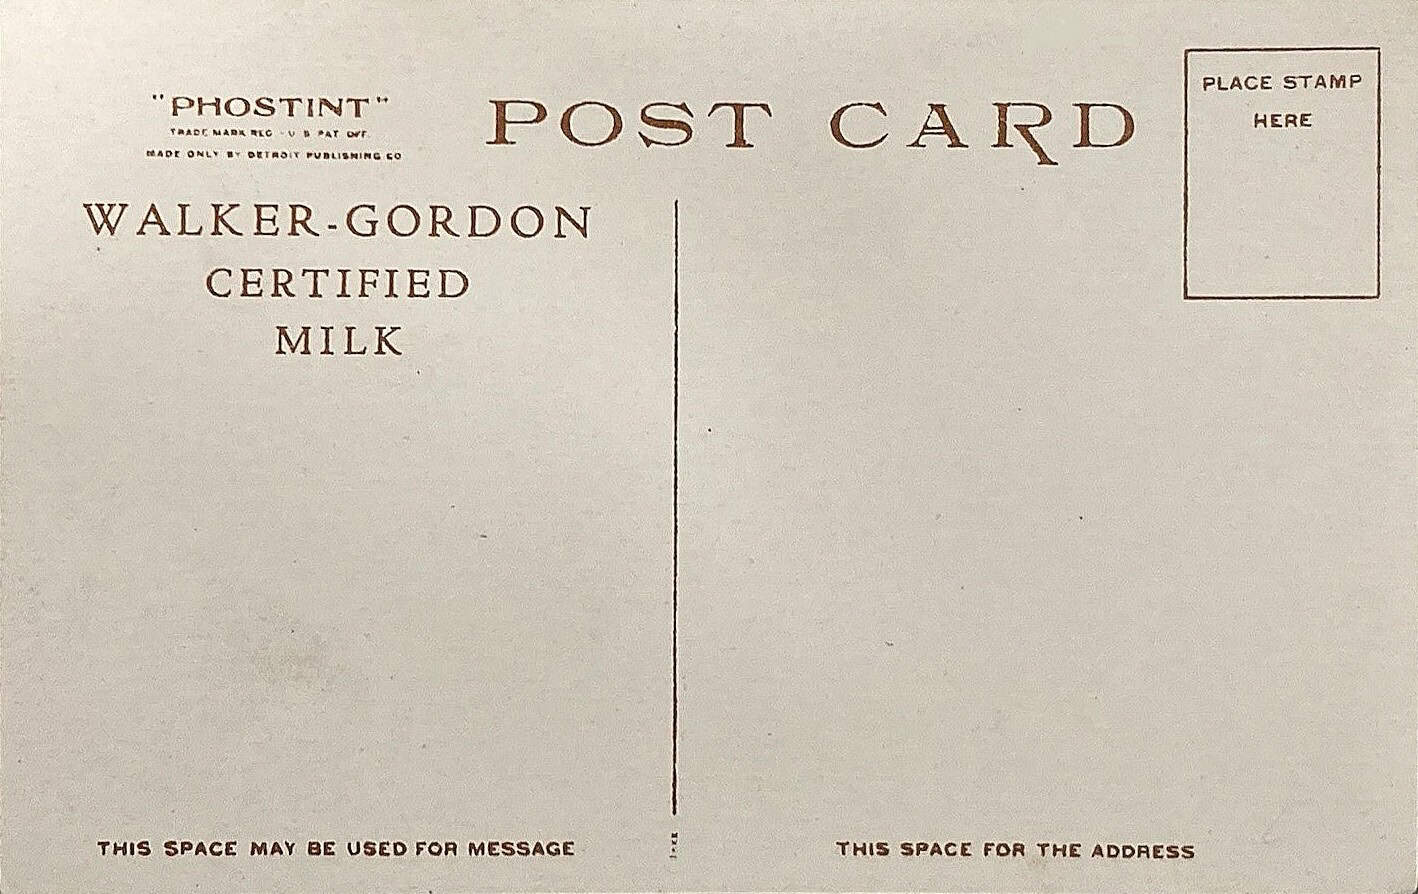 "PHOSTINT"
TRADE MARK REG. U S PAT OFF.
MADE ONLY BY DETROIT PUBLISHING CO
POST CARD
PLACE STAMP
HERE
WALKER-GORDON
CERTIFIED
MILK
THIS SPACE MAY BE USED FOR MESSAGE
THIS SPACE FOR THE ADDRESS